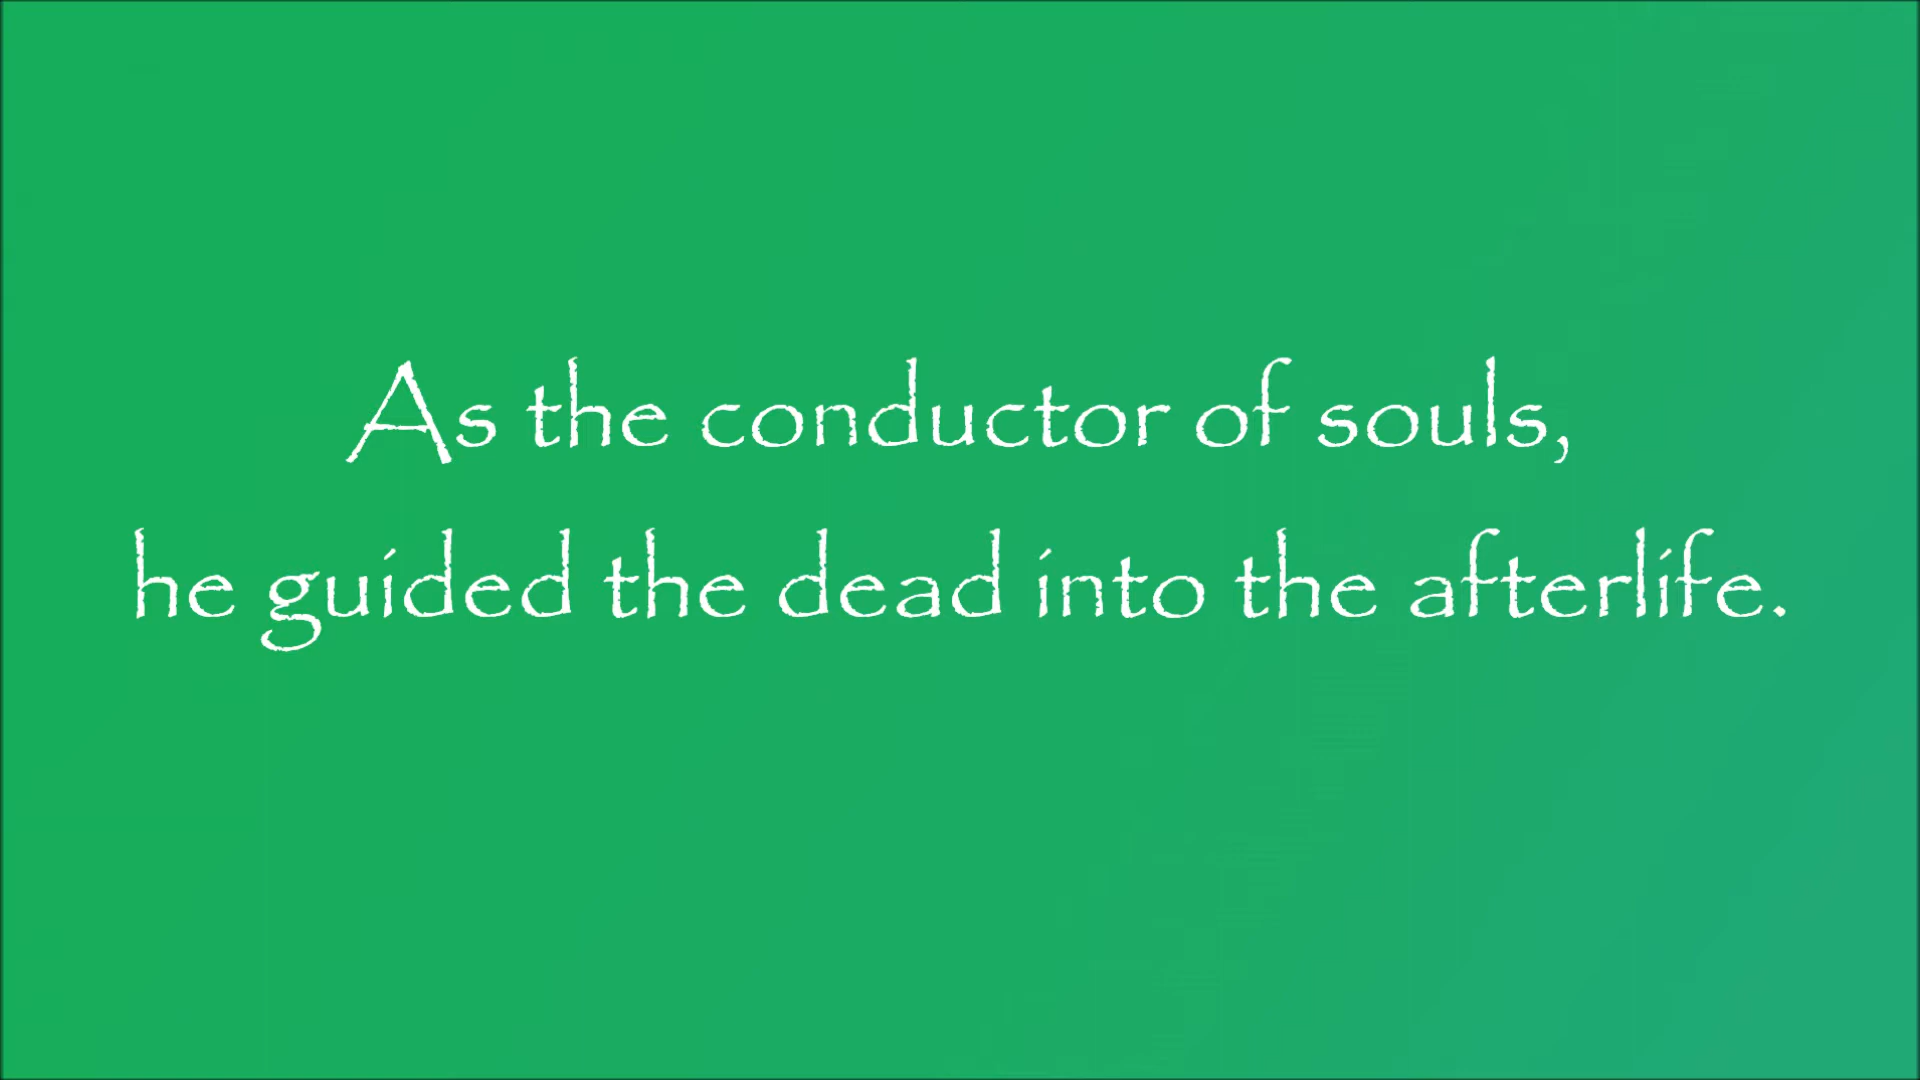 As the conductor of souls,
he guided the dead into the afterlife.